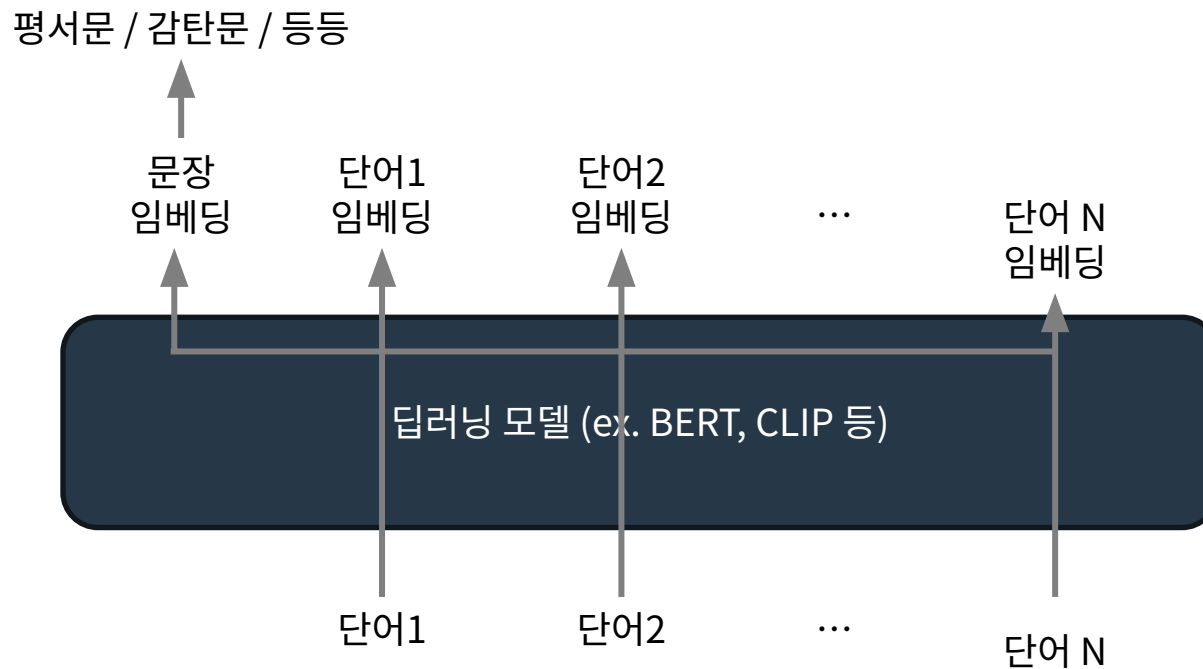 평서문 / 감탄문 / 등등
문장
임베딩
단어1
임베딩
단어2
임베딩
…
단어 N
임베딩
딥러닝 모델 (ex. BERT, CLIP 등)
단어1
단어2
…
단어 N